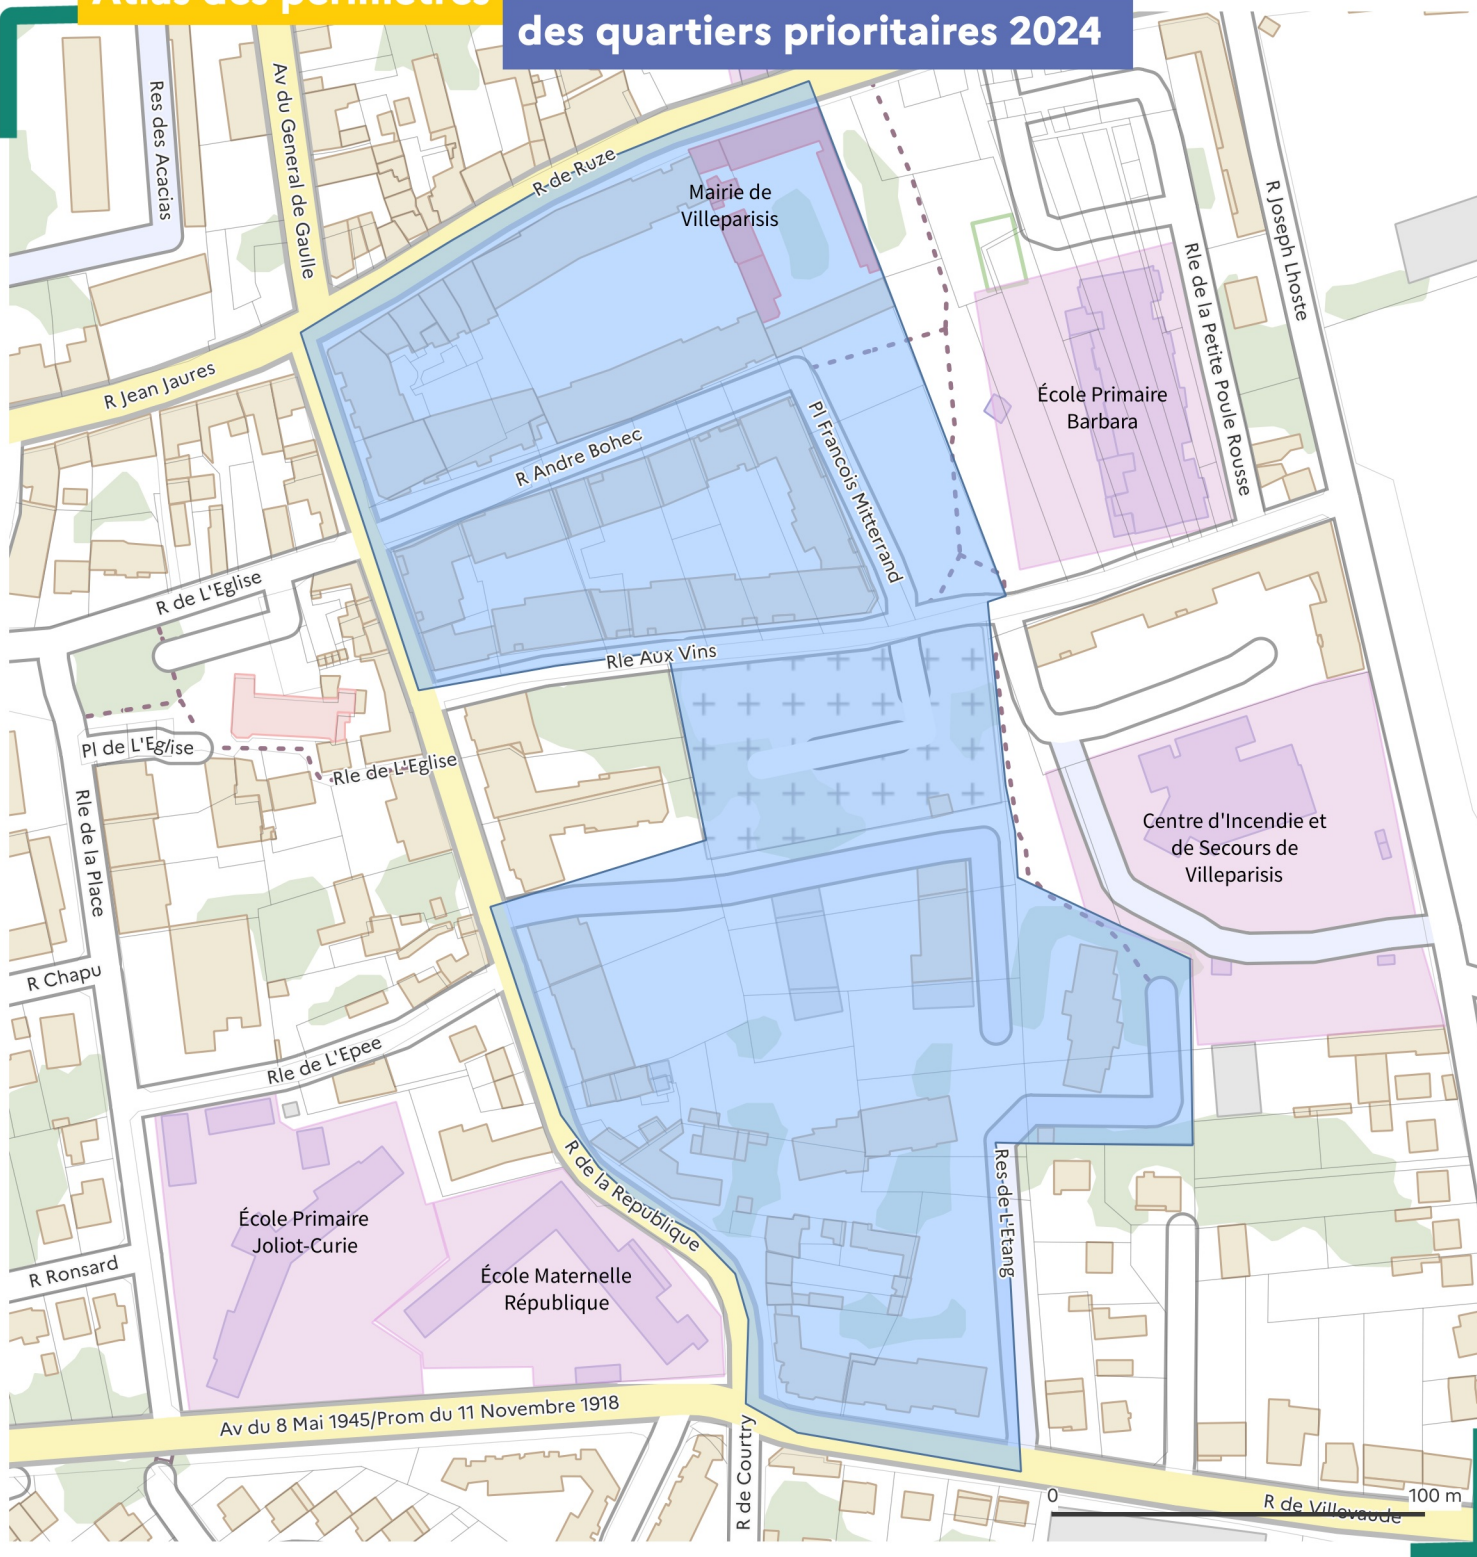 Atlas des périmètres
des quartiers prioritaires 2024
Res des Acacias
Av du General de Gaulle
R de Ruze
Mairie de
Villeparisis
R Joseph Lhoste
Rle de la Petite Poule Rousse
R Jean Jaures
École Primaire
Barbara
Pl Francois Mitterrand
R Andre Bohec
R de L'Eglise
Rle Aux Vins
Pl de L'Eglise
Rle de L'Eglise
Rle de la Place
Centre d'Incendie et
de Secours de
Villeparisis
R Chapu
Rle de L'Epee
R de la Republique
Res de L'Etang
École Primaire
Joliot-Curie
R Ronsard
École Maternelle
République
Av du 8 Mai 1945/Prom du 11 Novembre 1918
R de Courtry
0 100 m
R de Villevaude